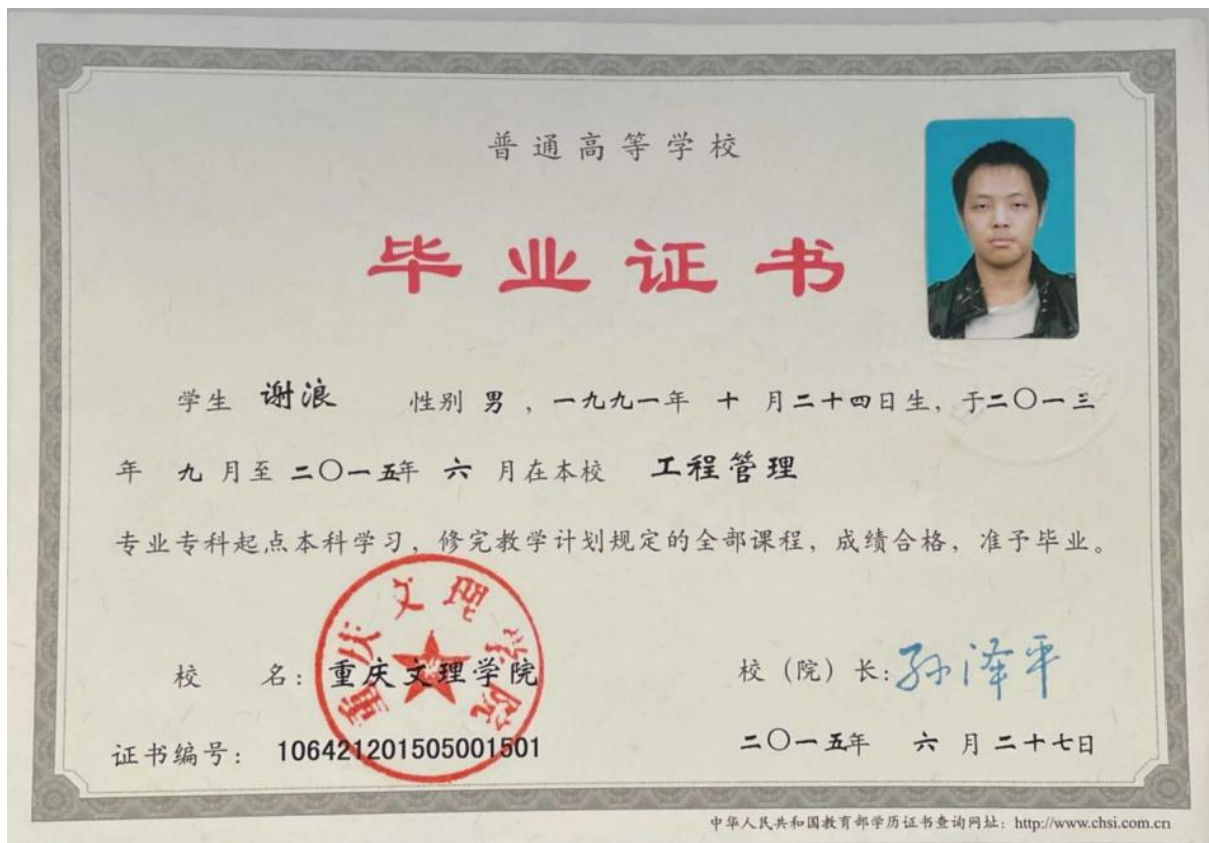 普通高等学校
毕业证书
学生 谢浪 性别 男 ，一九九一年 十 月二十四日生，于二〇一三
年 九 月至 二〇一五年 六 月在本校 工程管理
专业专科起点本科学习，修完教学计划规定的全部课程，成绩合格，准予毕业。
重庆文理学院
校 名：重庆文理学院
校（院）长：孙泽平
证书编号： 106421201505001501
二〇一五年 六 月二十七日
中华人民共和国教育部学历证书查询网址：http://www.chsi.com.cn